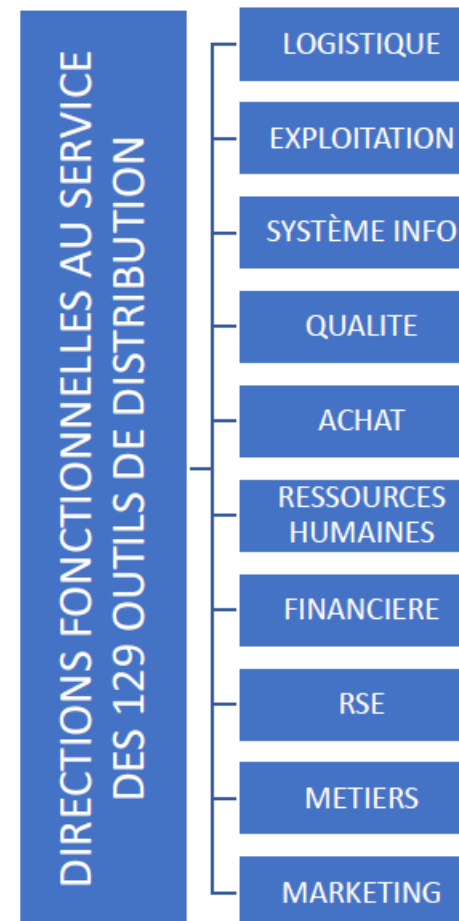 DIRECTIONS FONCTIONNELLES AU SERVICE
DES 129 OUTILS DE DISTRIBUTION
LOGISTIQUE
EXPLOITATION
SYSTÈME INFO
QUALITE
ACHAT
RESSOURCES
HUMAINES
FINANCIERE
RSE
METIERS
MARKETING